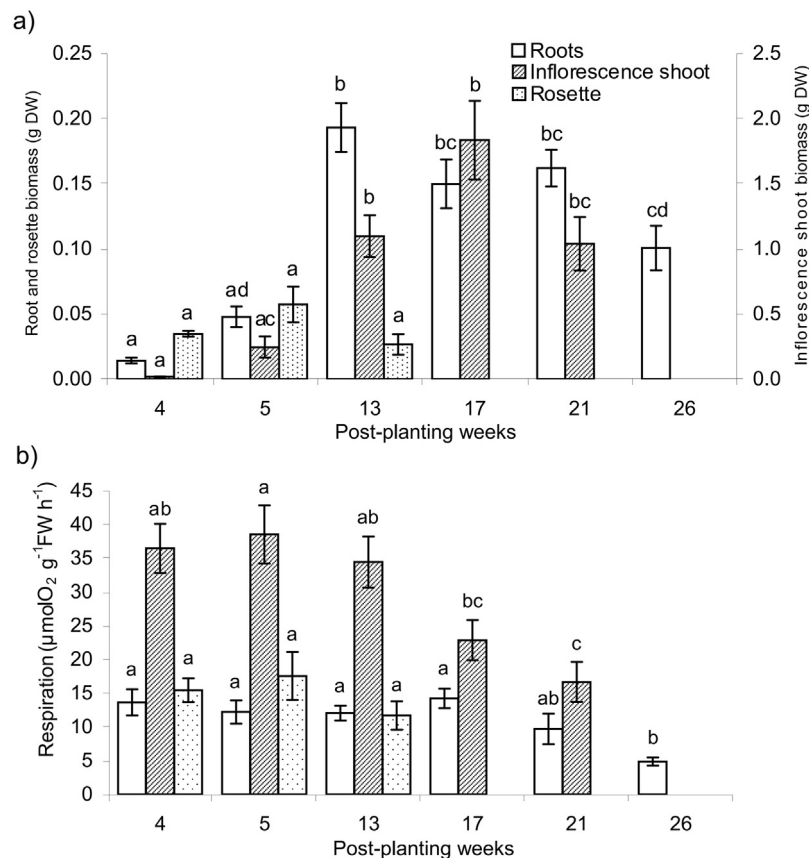 a)
Root and rosette biomass (g DW)
0.25
0.20
0.15
0.10
0.05
0.00
Roots
Inflorescence shoot
Rosette
2.5
2.0
1.5
1.0
0.5
0.0
Inflorescence shoot biomass (g DW)
a a a
ad ac a
b b a
bc b
bc bc
cd
4 5 13 17 21 26
Post-planting weeks
b)
Respiration (µmolO₂ g⁻¹FW h⁻¹)
45
40
35
30
25
20
15
10
5
0
a ab a
a a a
a ab a
a bc
ab c
b
4 5 13 17 21 26
Post-planting weeks